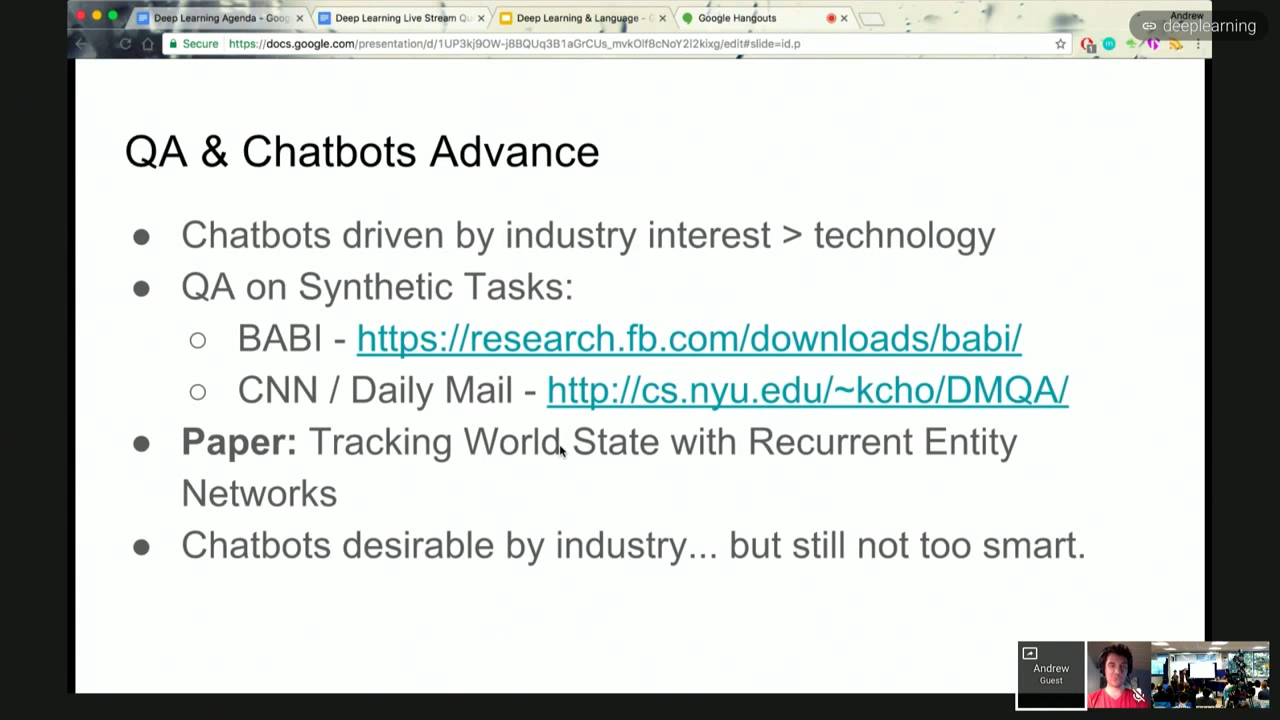 Deep Learning Agenda - Goog
Deep Learning Live Stream Qu
Deep Learning & Language - G
Google Hangouts
Andrew
deeplearning
Secure
https://docs.google.com/presentation/d/1UP3kj9OW-j8BQUq3B1aGrCUs_mvkOlf8cNoY2l2kixg/edit#slide=id.p
QA & Chatbots Advance
● Chatbots driven by industry interest > technology
● QA on Synthetic Tasks:
○ BABI - https://research.fb.com/downloads/babi/
○ CNN / Daily Mail - http://cs.nyu.edu/~kcho/DMQA/
● Paper: Tracking World State with Recurrent Entity
Networks
● Chatbots desirable by industry... but still not too smart.
Andrew
Guest